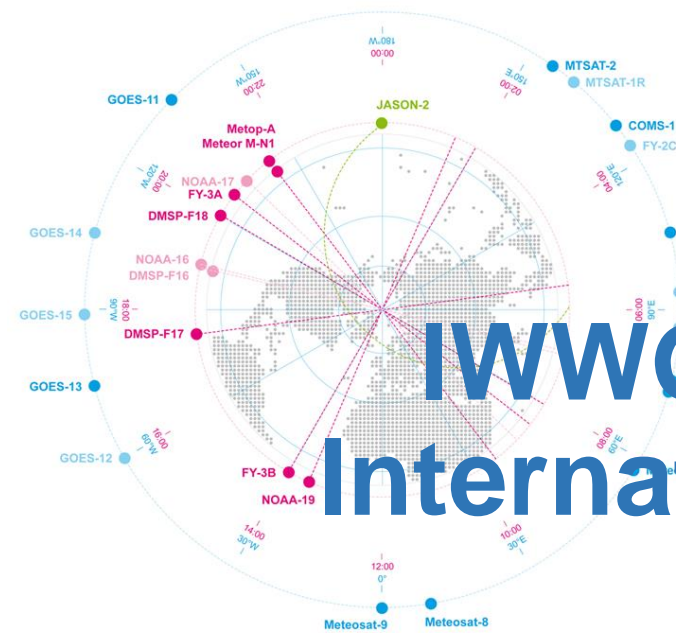 180°W
00:00
150°W
22:00
150°E
02:00
MTSAT-2
MTSAT-1R
GOES-11
JASON-2
Metop-A
Meteor M-N1
COMS-1
FY-2C
120°W
20:00
120°E
04:00
NOAA-17
FY-3A
DMSP-F18
GOES-14
NOAA-16
DMSP-F16
GOES-15
90°W
18:00
06:00
90°E
DMSP-F17
IWW
GOES-13
16:00
60°W
08:00
60°E
GOES-12
Interna
FY-3B
NOAA-19
14:00
30°W
10:00
30°E
12:00
0°
Meteosat-9
Meteosat-8